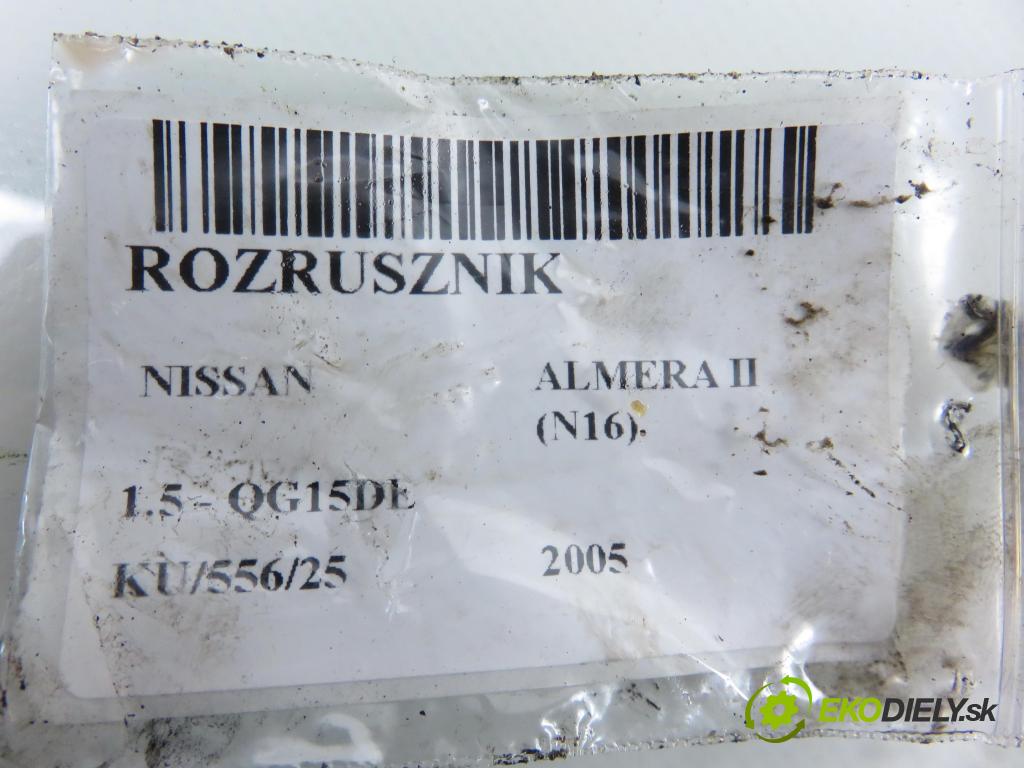 ROZRUSZNIK
NISSAN ALMERA II
(N16).
1.5 - QG15DE
KU/556/25 2005
EKODIELY.sk